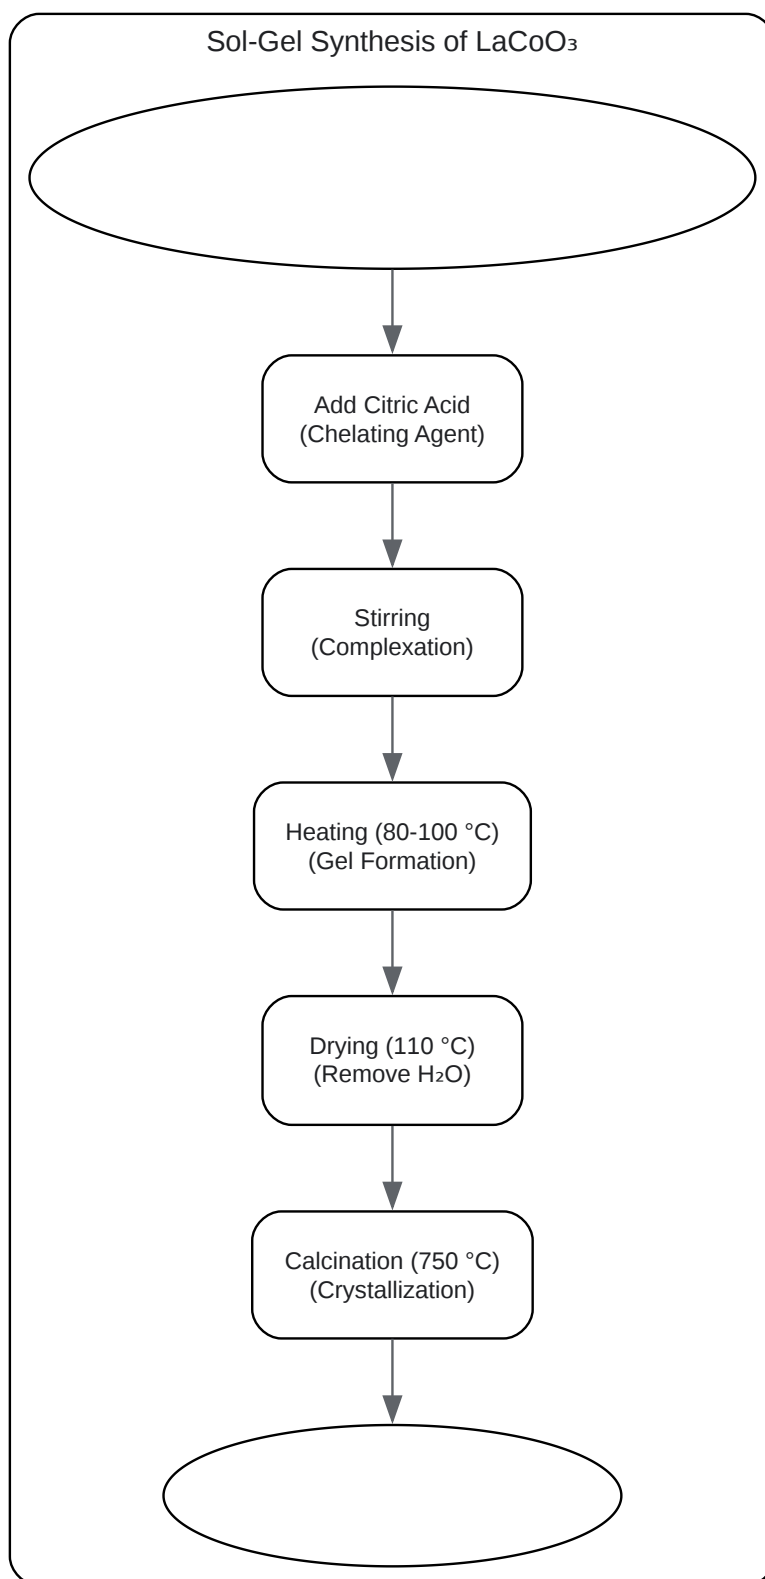 Sol-Gel Synthesis of LaCoO₃
Add Citric Acid
(Chelating Agent)
Stirring
(Complexation)
Heating (80-100 °C)
(Gel Formation)
Drying (110 °C)
(Remove H₂O)
Calcination (750 °C)
(Crystallization)